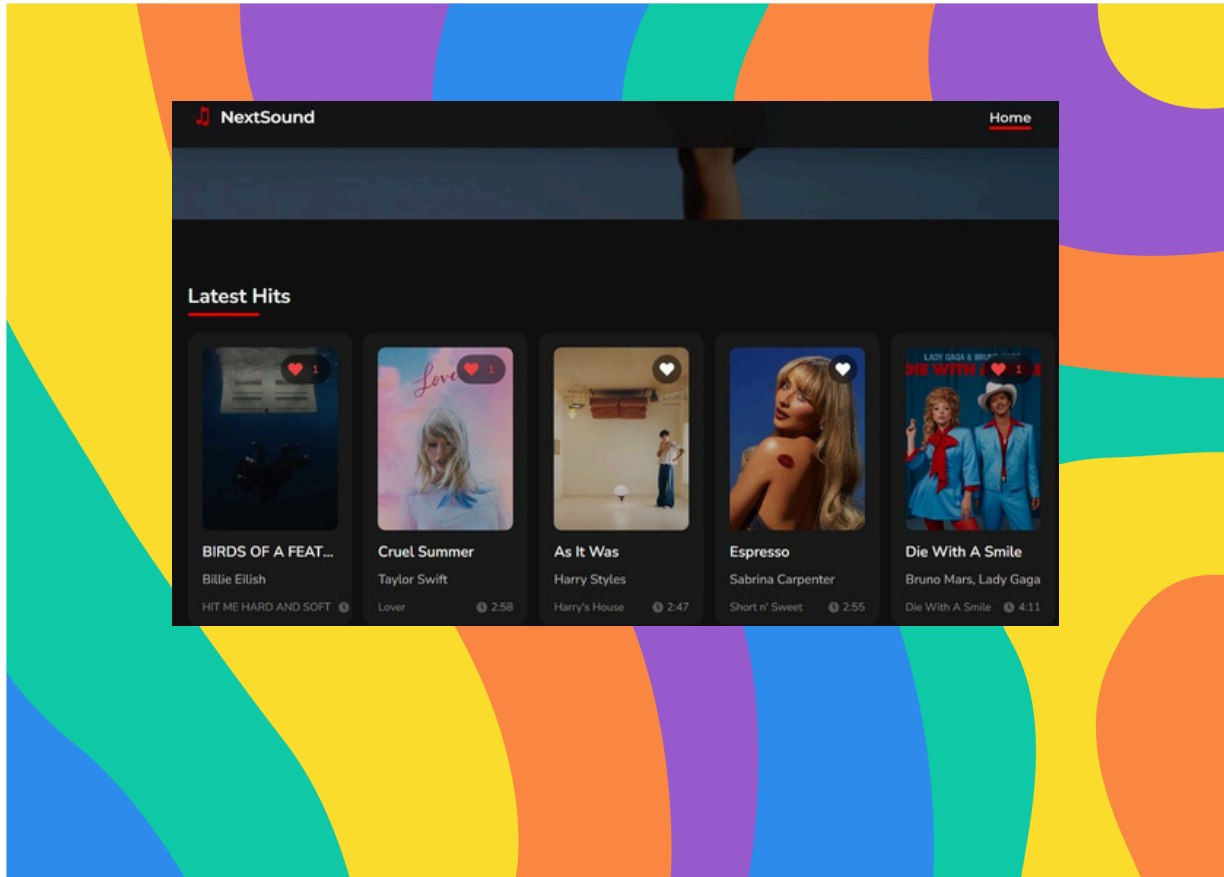 NextSound
Home
Latest Hits
1
1
1
Love
LADY GAGA &
DIE WITH A
BIRDS OF A FEAT...
Cruel Summer
As It Was
Espresso
Die With A Smile
Billie Eilish
Taylor Swift
Harry Styles
Sabrina Carpenter
Bruno Mars, Lady Gaga
HIT ME HARD AND SOFT
Lover
2:58
Harry's House
2:47
Short n' Sweet
2:55
Die With A Smile
4:11